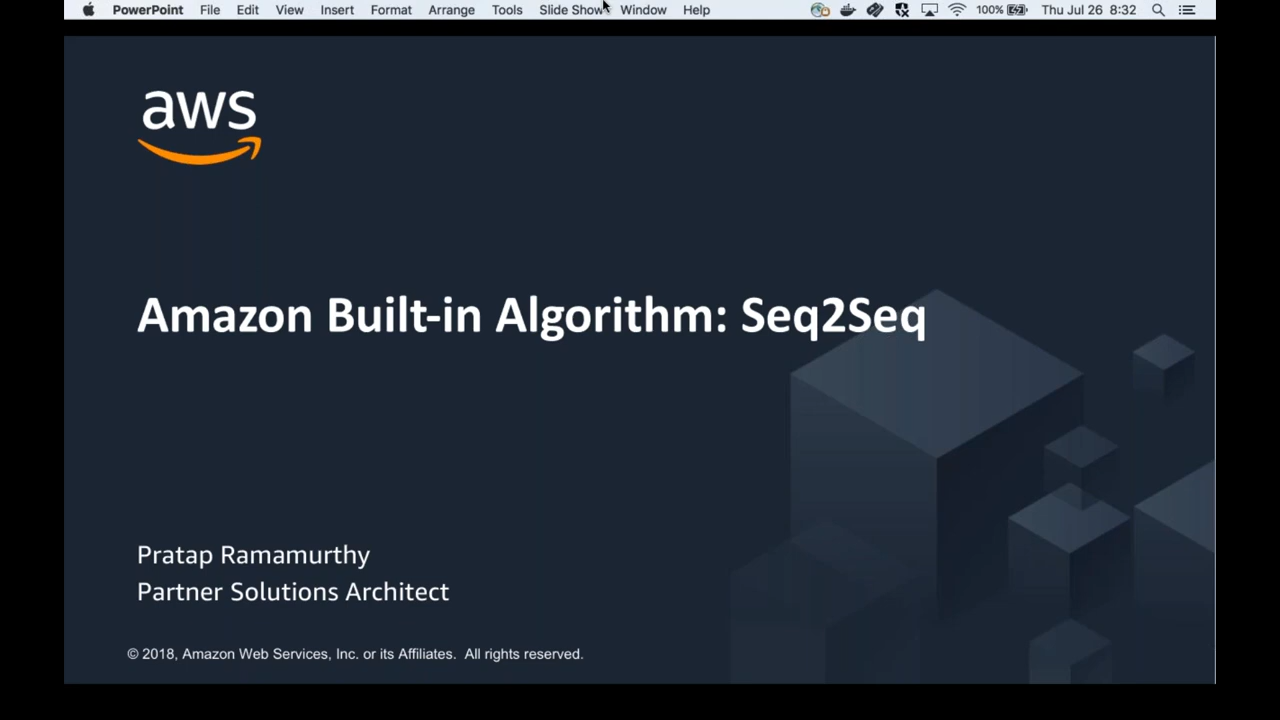 PowerPoint File Edit View Insert Format Arrange Tools Slide Show Window Help 100% Thu Jul 26 8:32
aws
Amazon Built-in Algorithm: Seq2Seq
Pratap Ramamurthy
Partner Solutions Architect
© 2018, Amazon Web Services, Inc. or its Affiliates. All rights reserved.